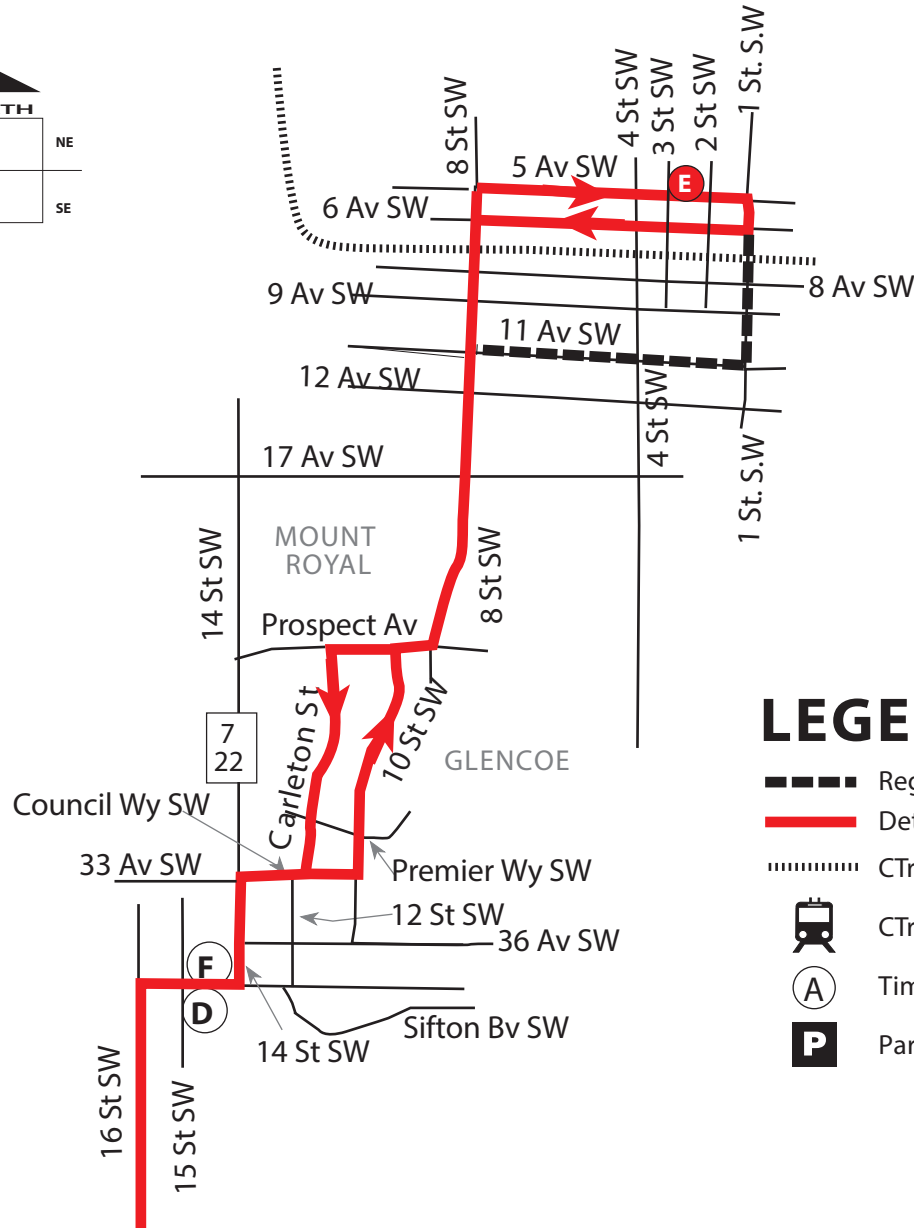 TH
NE
SE
8 St SW
4 St SW
3 St SW
2 St SW
1 St. S.W
5 Av SW
E
6 Av SW
8 Av SW
9 Av SW
11 Av SW
12 Av SW
4 St SW
1 St. S.W
17 Av SW
MOUNT
ROYAL
14 St SW
8 St SW
Prospect Av
7
22
Carleton St
10 St SW
GLENCOE
Council Wy SW
33 Av SW
Premier Wy SW
12 St SW
36 Av SW
F
D
Sifton Bv SW
14 St SW
16 St SW
15 St SW
LEGE
Reg
Det
CTr
CTr
A
Tim
P
Par